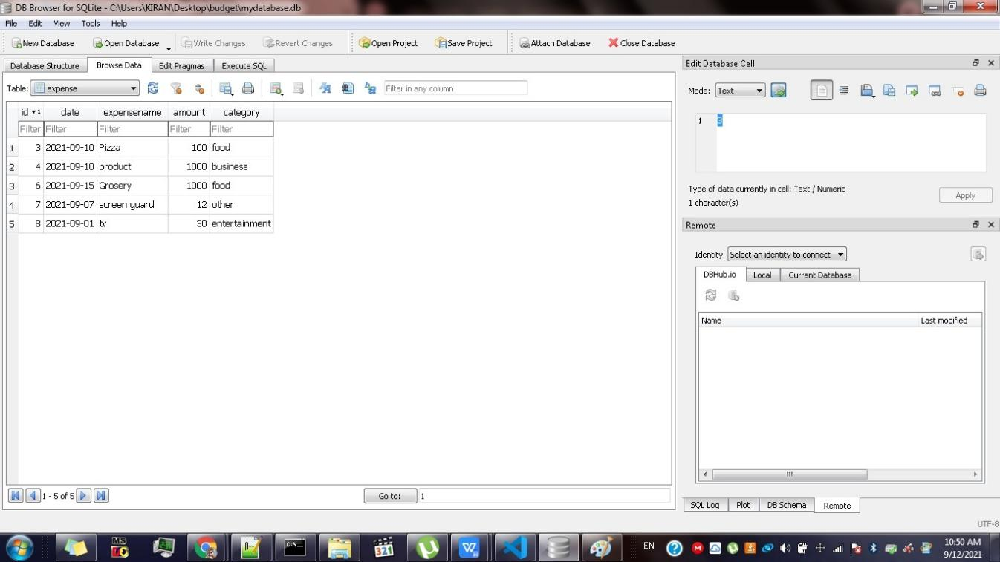 DB Browser for SQLite - C:\Users\KIRAN\Desktop\budget\mydatabase.db
File Edit View Tools Help
New Database Open Database Write Changes Revert Changes Open Project Save Project Attach Database Close Database
Database Structure Browse Data Edit Pragmas Execute SQL
Table: expense Filter in any column
id 1 date expensename amount category
Filter Filter Filter Filter Filter
1 3 2021-09-10 Pizza 100 food
2 4 2021-09-10 product 1000 business
3 6 2021-09-15 Grosery 1000 food
4 7 2021-09-07 screen guard 12 other
5 8 2021-09-01 tv 30 entertainment
1 - 5 of 5 Go to: 1
Edit Database Cell
Mode: Text
1 3
Type of data currently in cell: Text / Numeric
1 character(s)
Apply
Remote
Identity Select an identity to connect
DBHub.io Local Current Database
Name Last modified
SQL Log Plot DB Schema Remote
UTF-8
MS TO DO
C:\_
321
W
EN
10:50 AM
9/12/2021